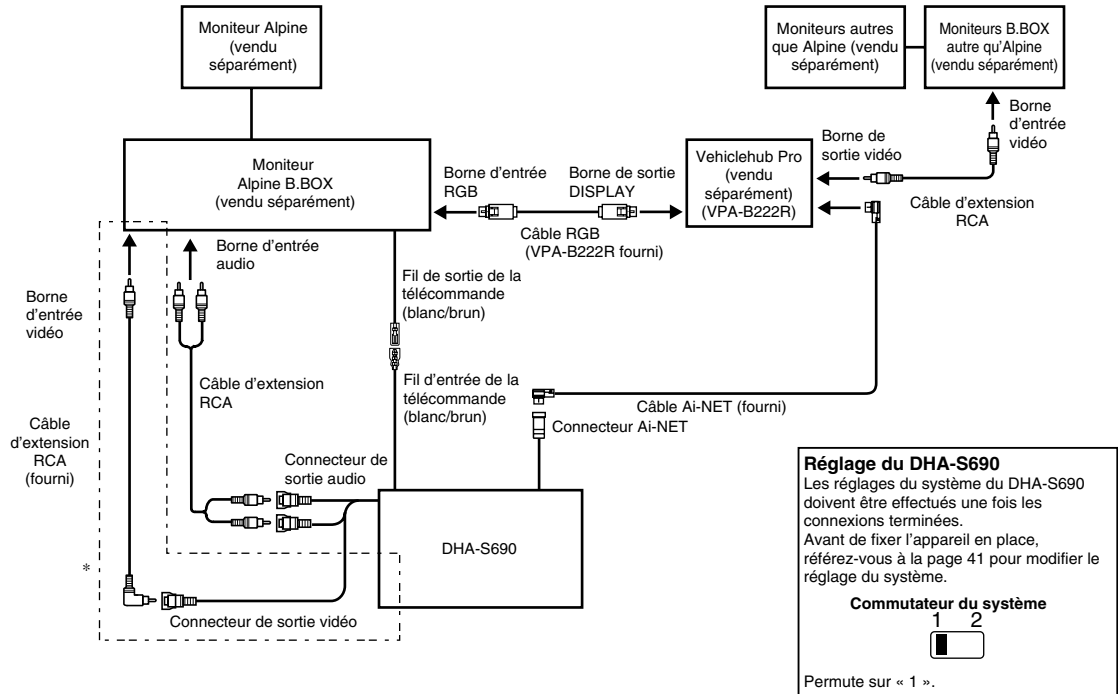 Moniteur Alpine
(vendu
séparément)
Moniteurs autres
que Alpine (vendu
séparément)
Moniteurs B.BOX
autre qu'Alpine
(vendu séparément)
Moniteur
Alpine B.BOX
(vendu séparément)
Borne d'entrée
RGB
Borne de sortie
DISPLAY
Câble RGB
(VPA-B222R fourni)
Vehiclehub Pro
(vendu
séparément)
(VPA-B222R)
Borne de
sortie vidéo
Borne
d'entrée
vidéo
Câble d'extension
RCA
Borne
d'entrée
vidéo
Borne d'entrée
audio
Fil de sortie de la
télécommande
(blanc/brun)
Câble d'extension
RCA
Fil d'entrée de la
télécommande
(blanc/brun)
Câble Ai-NET (fourni)
Connecteur Ai-NET
Câble
d'extension
RCA
(fourni)
Connecteur de
sortie audio
DHA-S690
*
Connecteur de sortie vidéo
Réglage du DHA-S690
Les réglages du système du DHA-S690
doivent être effectués une fois les
connexions terminées.
Avant de fixer l'appareil en place,
référez-vous à la page 41 pour modifier le
réglage du système.
Commutateur du système
1 2
Permute sur « 1 ».